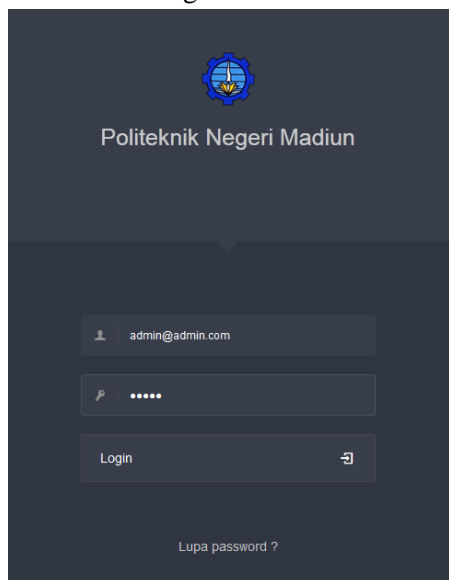 Politeknik Negeri Madiun
admin@admin.com
•••••
Login
Lupa password ?